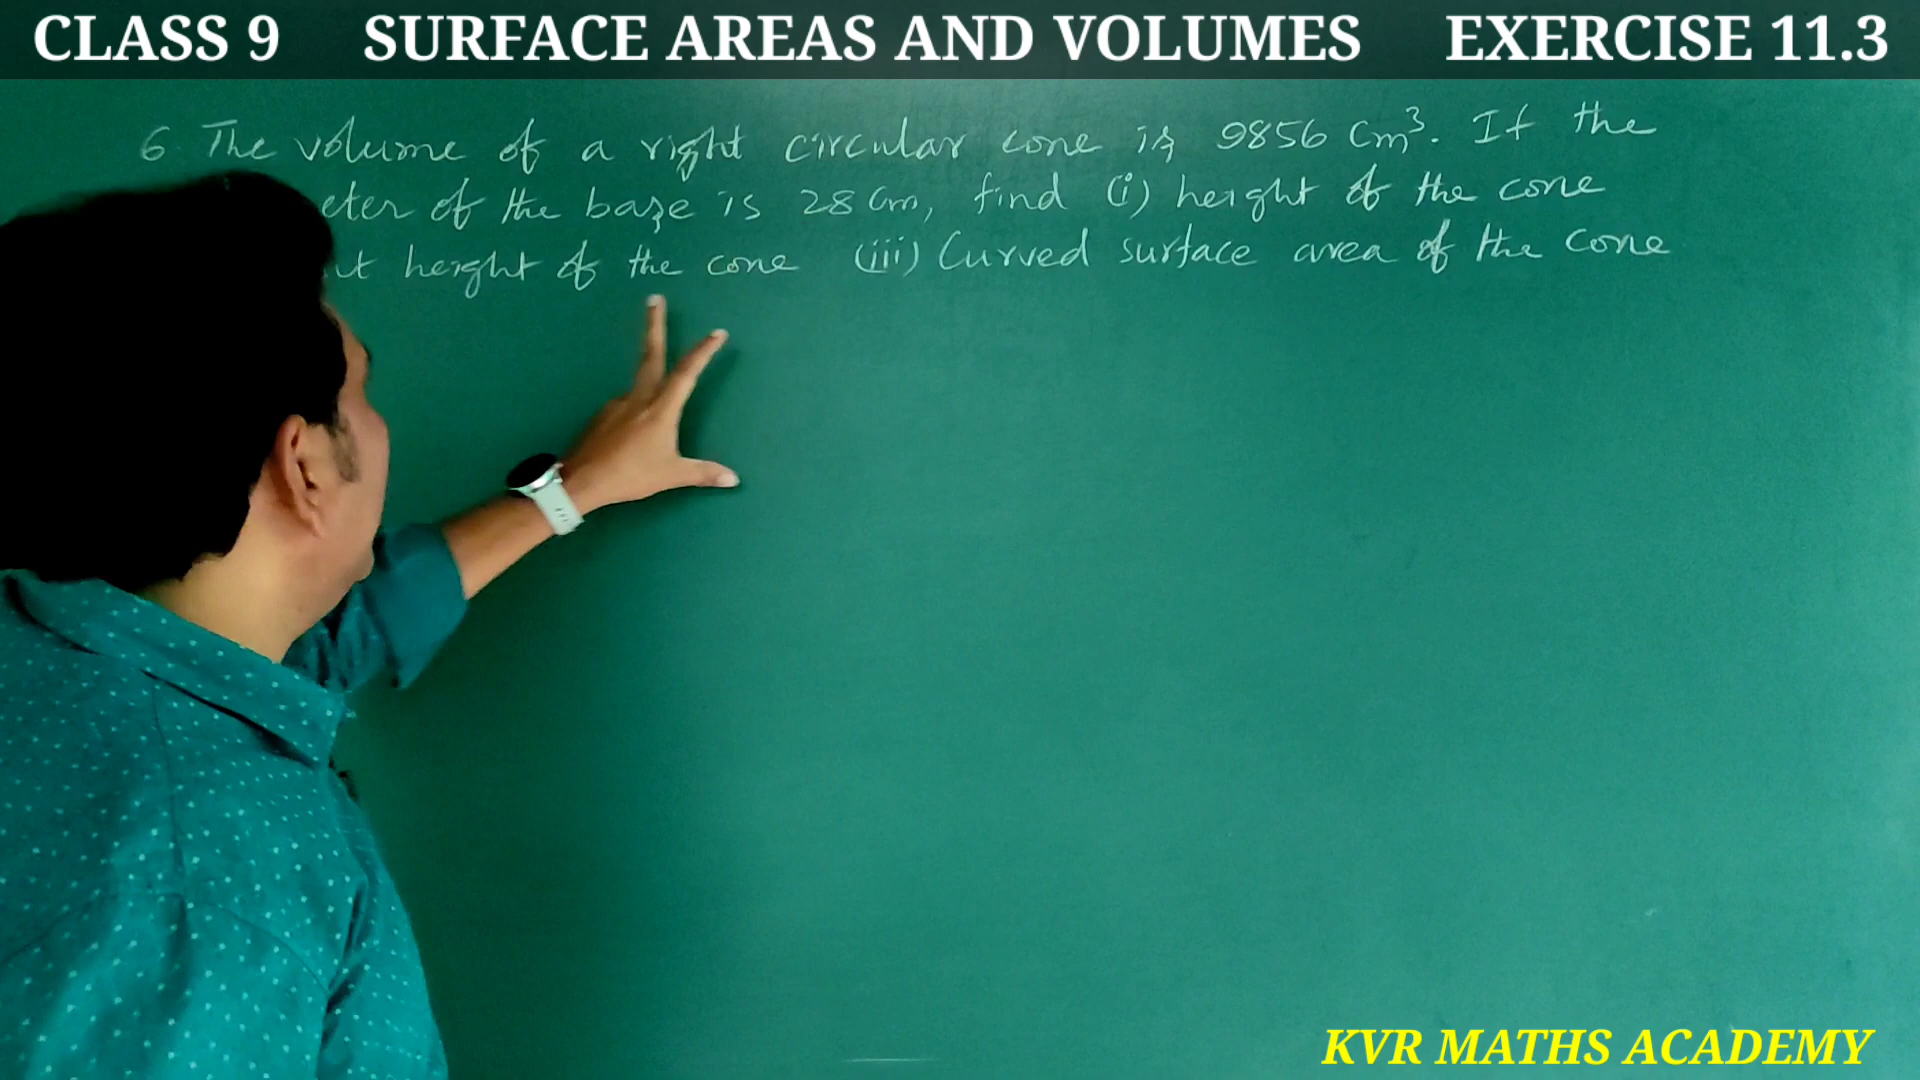 CLASS 9 SURFACE AREAS AND VOLUMES EXERCISE 11.3
6. The volume of a right circular cone is 9856 cm³. If the
eter of the base is 28 cm, find (i) height of the cone
nt height of the cone (iii) Curved surface area of the cone
KVR MATHS ACADEMY